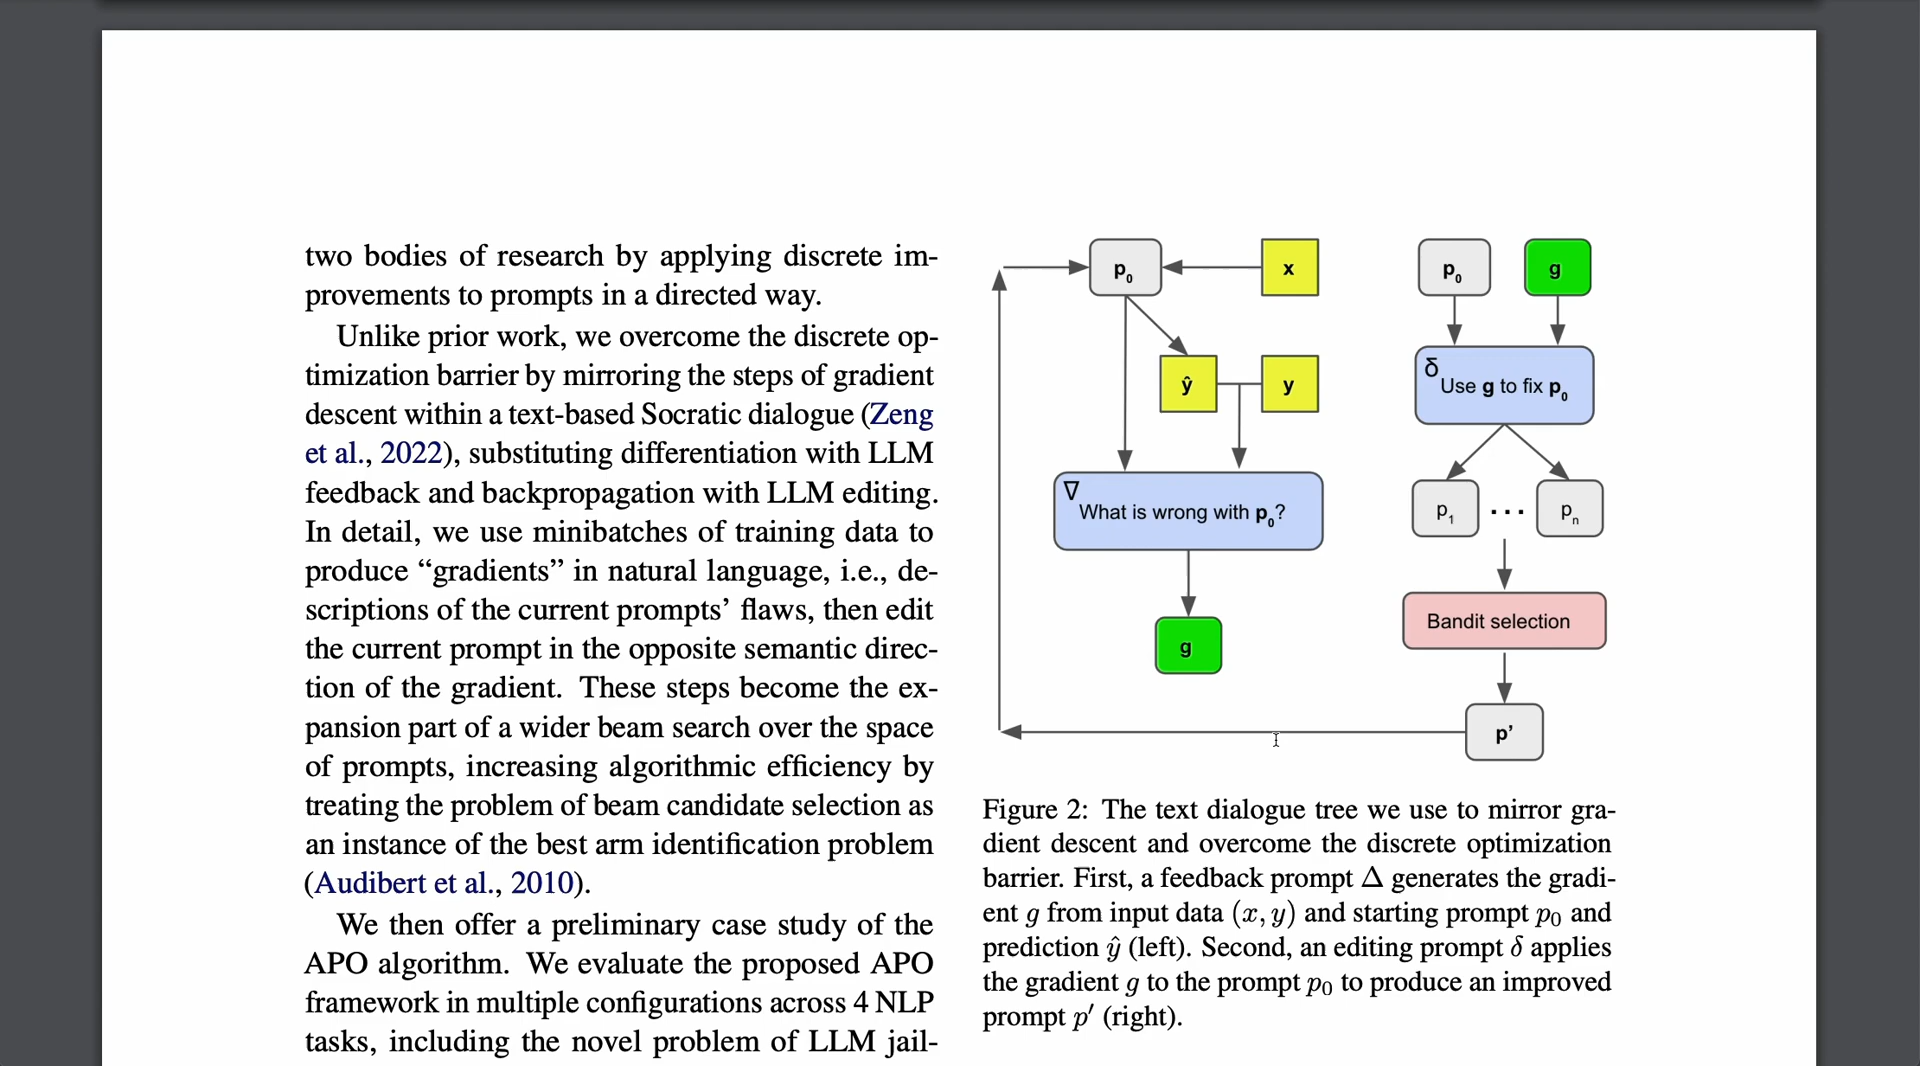 two bodies of research by applying discrete im-
provements to prompts in a directed way.
Unlike prior work, we overcome the discrete op-
timization barrier by mirroring the steps of gradient
descent within a text-based Socratic dialogue (Zeng
et al., 2022), substituting differentiation with LLM
feedback and backpropagation with LLM editing.
In detail, we use minibatches of training data to
produce “gradients” in natural language, i.e., de-
scriptions of the current prompts’ flaws, then edit
the current prompt in the opposite semantic direc-
tion of the gradient. These steps become the ex-
pansion part of a wider beam search over the space
of prompts, increasing algorithmic efficiency by
treating the problem of beam candidate selection as
an instance of the best arm identification problem
(Audibert et al., 2010).
We then offer a preliminary case study of the
APO algorithm. We evaluate the proposed APO
framework in multiple configurations across 4 NLP
tasks, including the novel problem of LLM jail-
p₀
x
ŷ
y
∇
What is wrong with p₀?
g
p₀
g
δ
Use g to fix p₀
p₁ ... pₙ
Bandit selection
p’
Figure 2: The text dialogue tree we use to mirror gra-
dient descent and overcome the discrete optimization
barrier. First, a feedback prompt Δ generates the gradi-
ent g from input data (x, y) and starting prompt p₀ and
prediction ŷ (left). Second, an editing prompt δ applies
the gradient g to the prompt p₀ to produce an improved
prompt p′ (right).